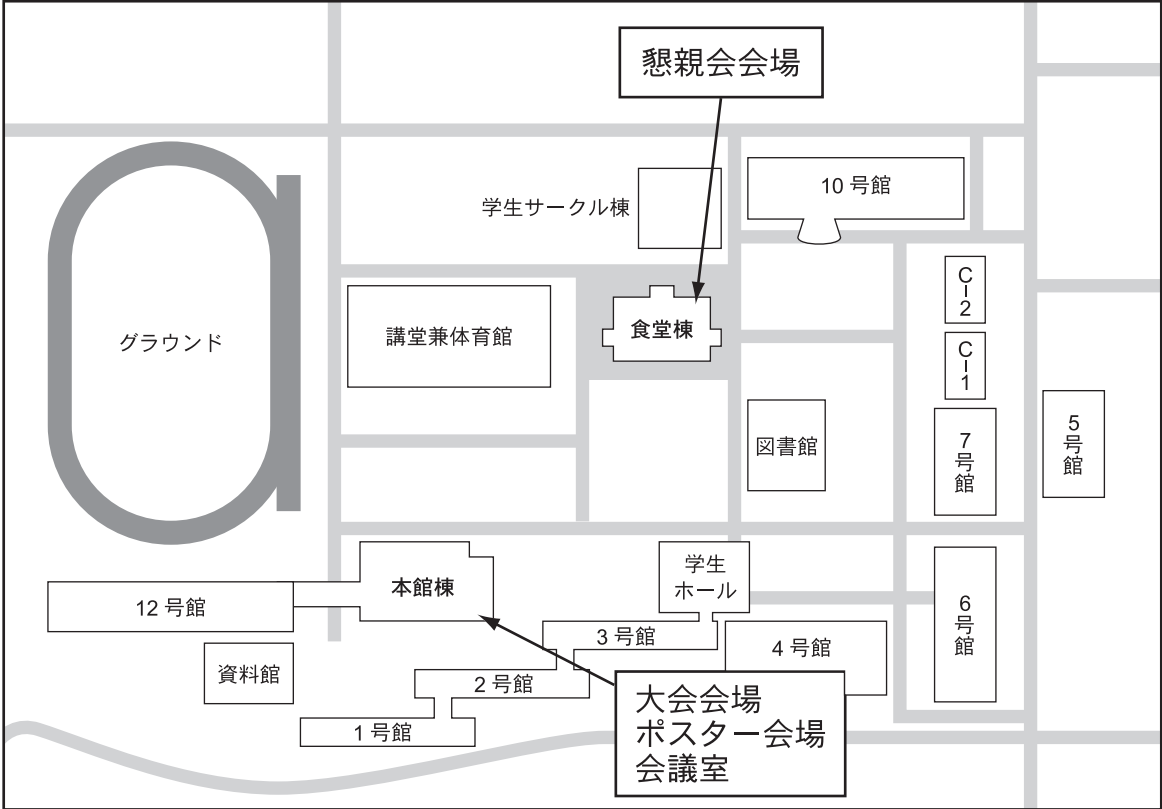 懇親会会場
学生サークル棟
10 号館
グラウンド
講堂兼体育館
食堂棟
C-2
C-1
図書館
7号館
5号館
本館棟
学生
ホール
12 号館
3 号館
4 号館
6号館
資料館
2 号館
1 号館
大会会場
ポスター会場
会議室